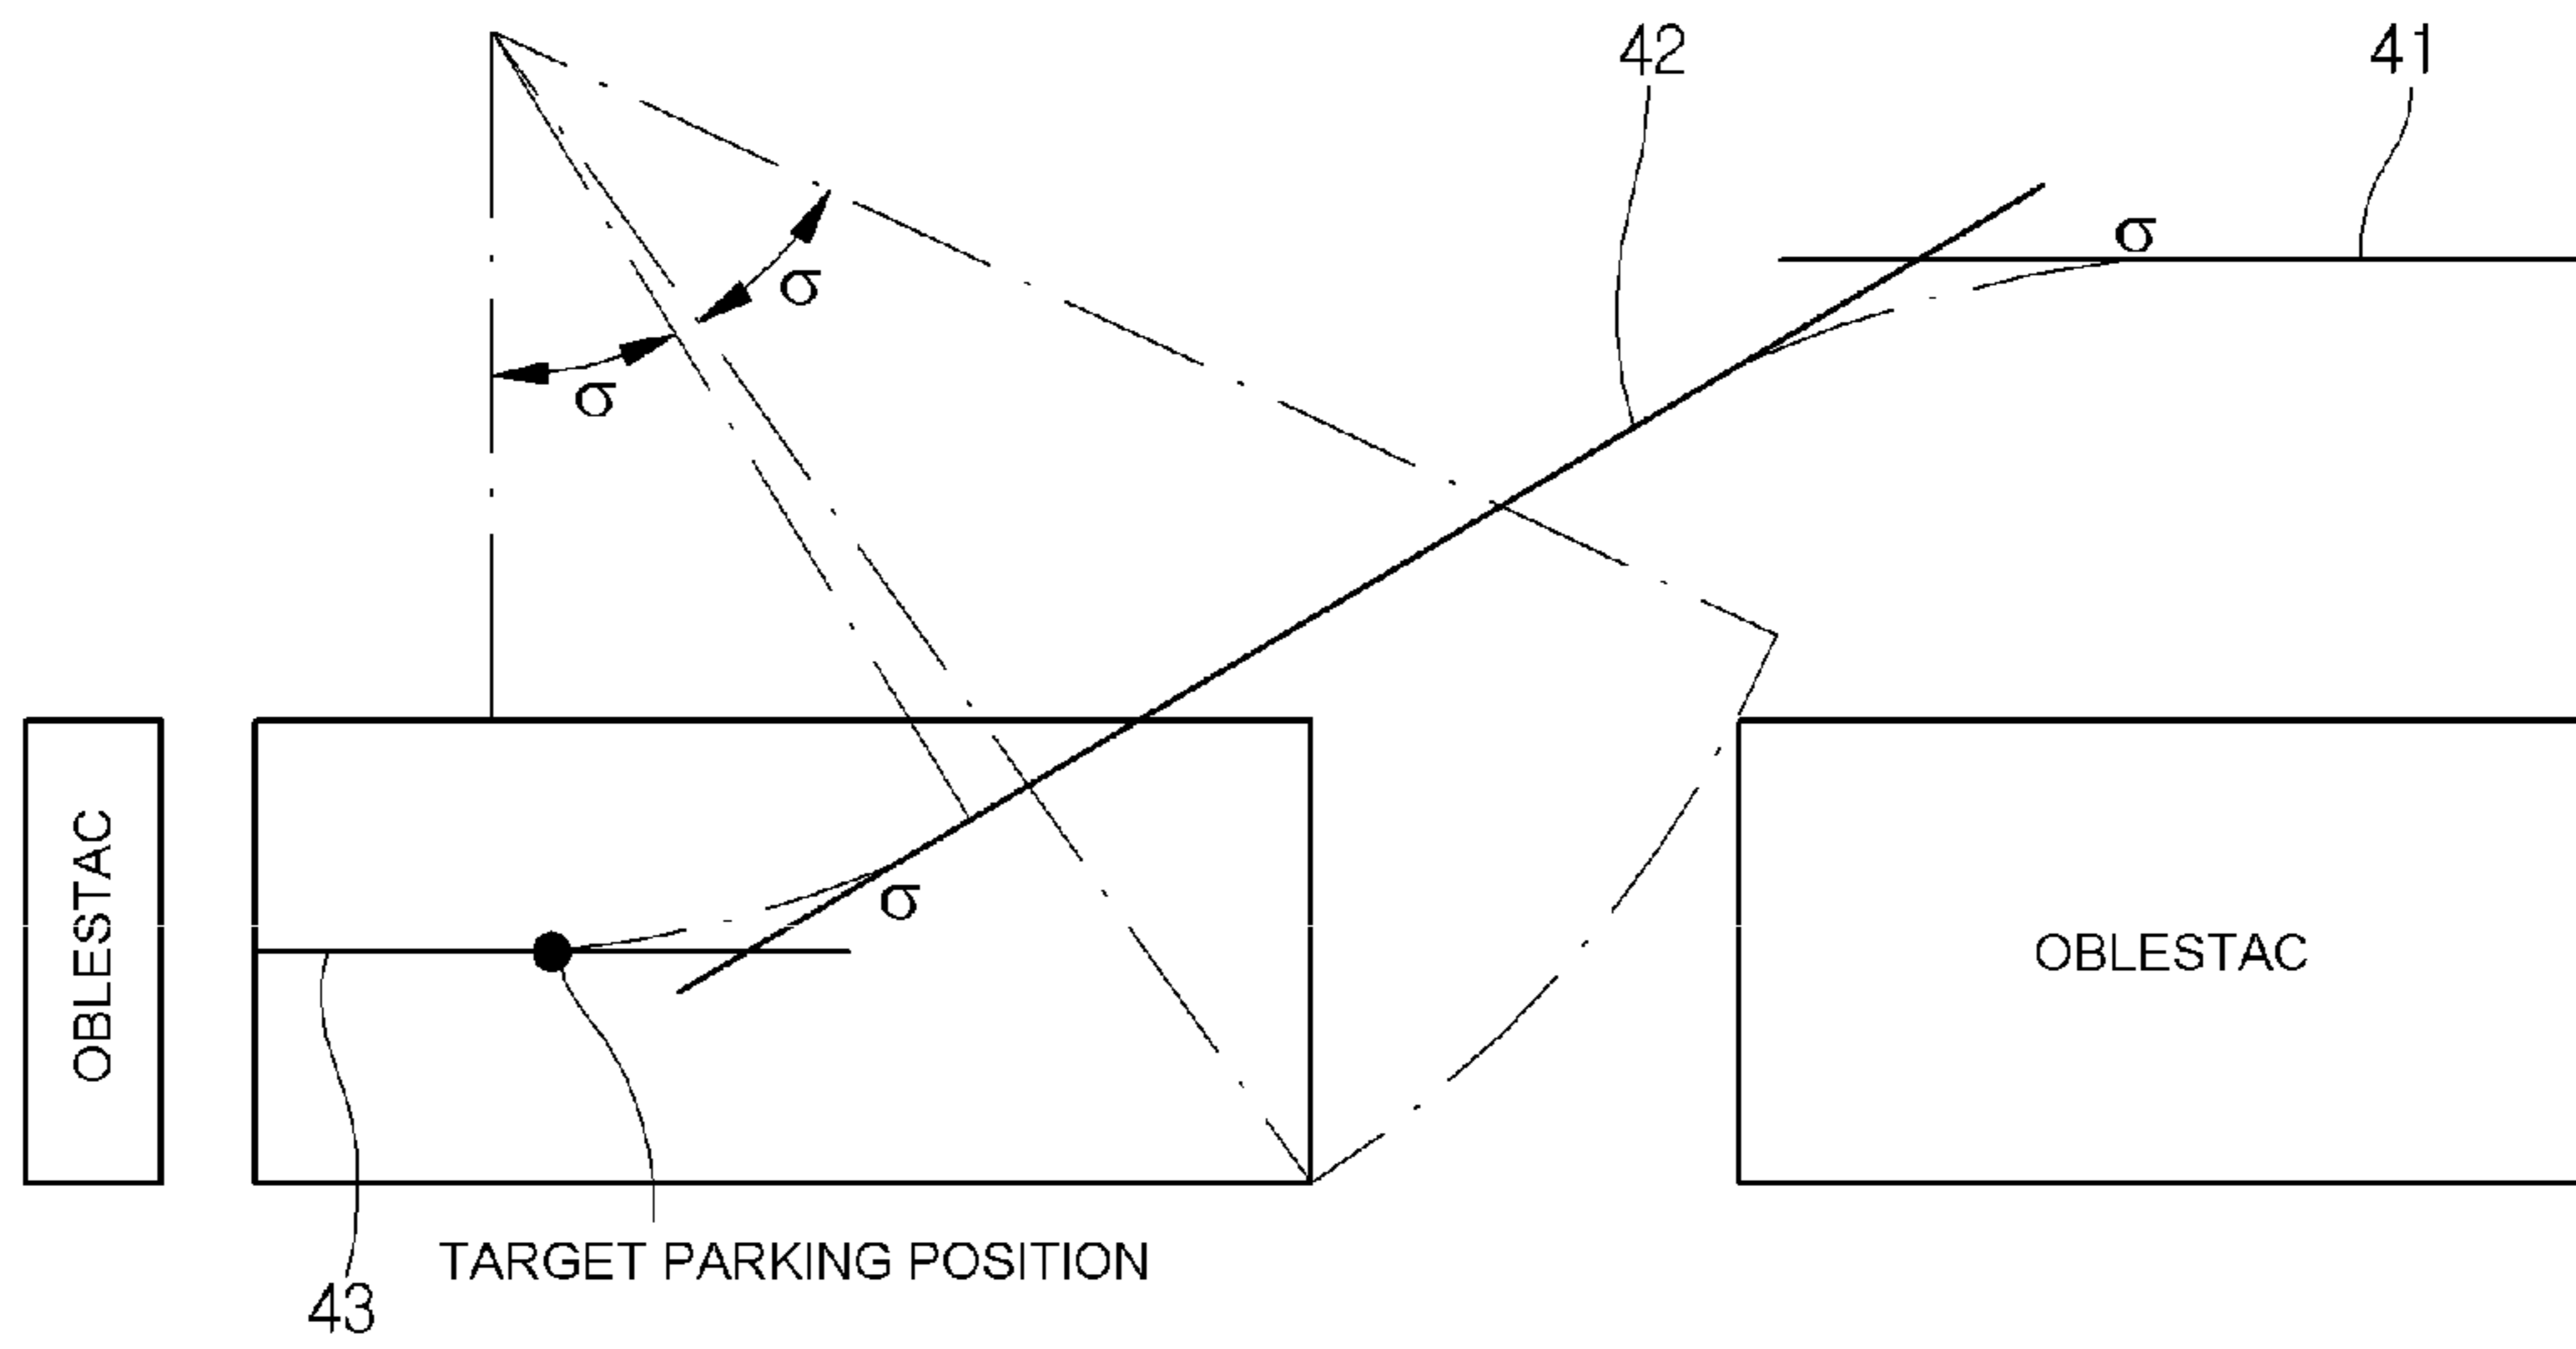 42
41
σ
σ
σ
σ
OBLESTAC
OBLESTAC
TARGET PARKING POSITION
43